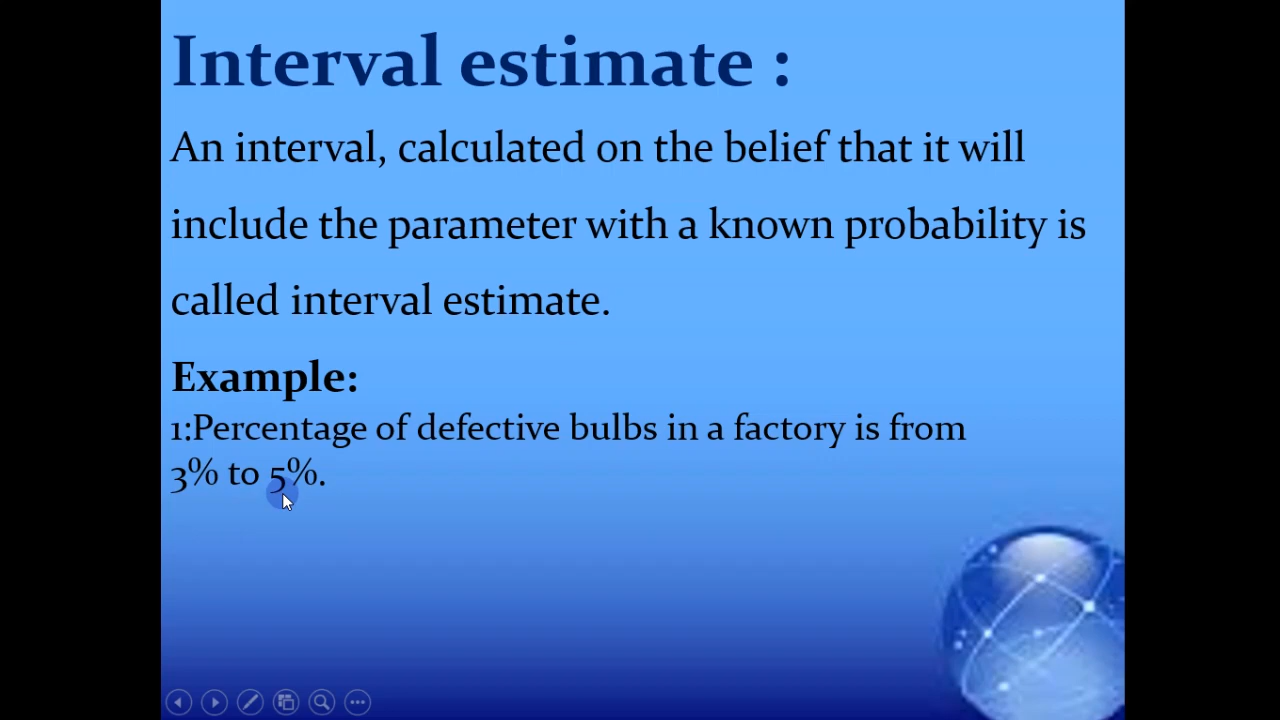 Interval estimate :
An interval, calculated on the belief that it will
include the parameter with a known probability is
called interval estimate.
Example:
1:Percentage of defective bulbs in a factory is from
3% to 5%.